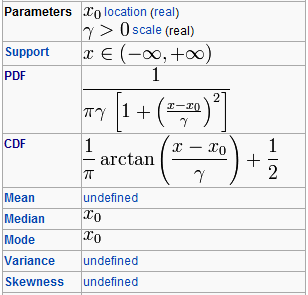 Parameters x₀ location (real)
γ > 0 scale (real)
Support x ∈ (−∞, +∞)
PDF 1 / (πγ [1 + ((x−x₀)/γ)²])
CDF (1/π) arctan((x − x₀)/γ) + 1/2
Mean undefined
Median x₀
Mode x₀
Variance undefined
Skewness undefined